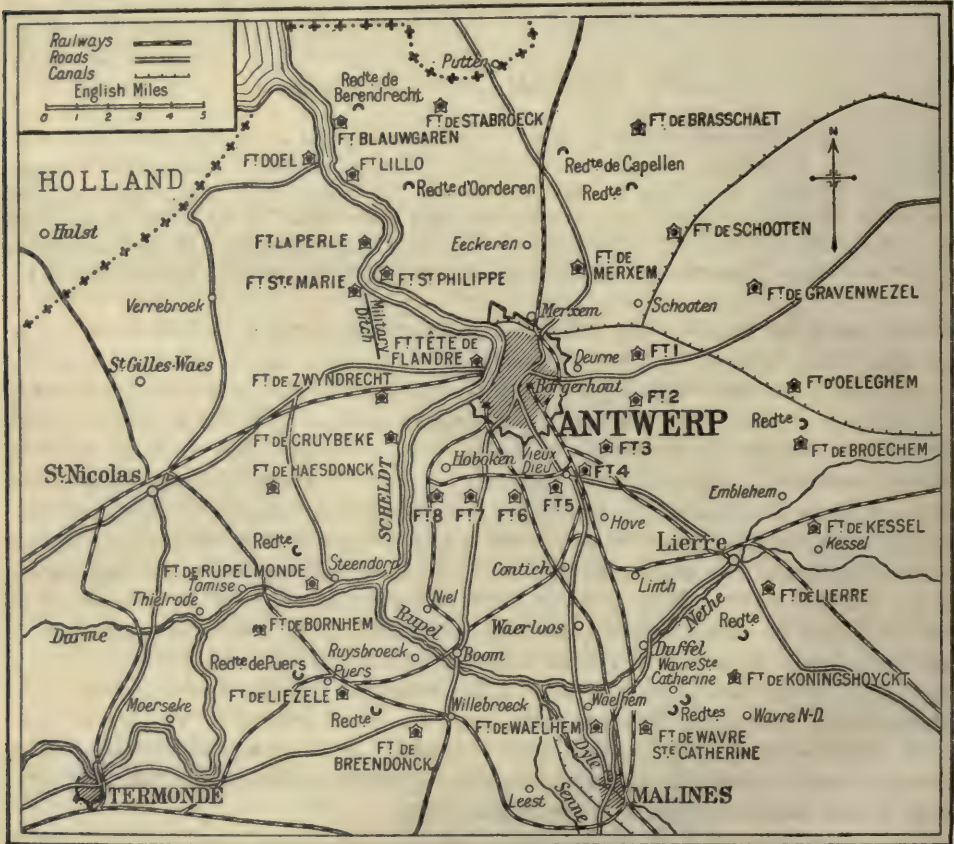 Railways
Roads
Canals
English Miles
0 1 2 3 4 5
Putten
Redte de
Berendrecht
FT DE STABROECK
FT BLAUWGAREN
FT DE BRASSCHAET
N
FT DOEL
FT LILLO
Redte de Capellen
Redte
Redte d'Oorderen
HOLLAND
Hulst
FT LA PERLE
Eeckeren
FT DE SCHOOTEN
FT DE
MERXEM
FT STE MARIE
FT ST PHILIPPE
FT DE GRAVENWEZEL
Verrebroek
Military
Ditch
Merxem
Schooten
FT TÊTE DE
FLANDRE
Deurne
FT 1
St Gilles-Waes
FT DE ZWYNDRECHT
Borgerhout
FT D'OELEGHEM
FT 2
ANTWERP
Redte
FT DE CRUYBEKE
FT 3
FT DE BROECHEM
St Nicolas
FT DE HAESDONCK
Hoboken
Vieux
Dieu
FT 4
SCHELDT
FT 8
FT 7
FT 6
FT 5
Emblehem
Hove
FT DE KESSEL
Kessel
Redte
Lierre
Steendorp
Contich
Linth
FT DE RUPELMONDE
Tamise
Thielrode
FT DE LIERRE
Niel
Nethe
Durme
FT DE BORNHEM
Rupel
Waerloos
Redte
Ruysbroeck
Boom
Duffel
Redte de Puers
Puers
Wavre Ste
Catherine
FT DE KONINGSHOYCKT
FT DE LIEZELE
Moerseke
Redte
Willebroeck
Waelhem
Redtes
Wavre N-D.
FT DE WAELHEM
FT DE WAVRE
STE CATHERINE
FT DE
BREENDONCK
Dyle
TERMONDE
Leest
Senne
MALINES